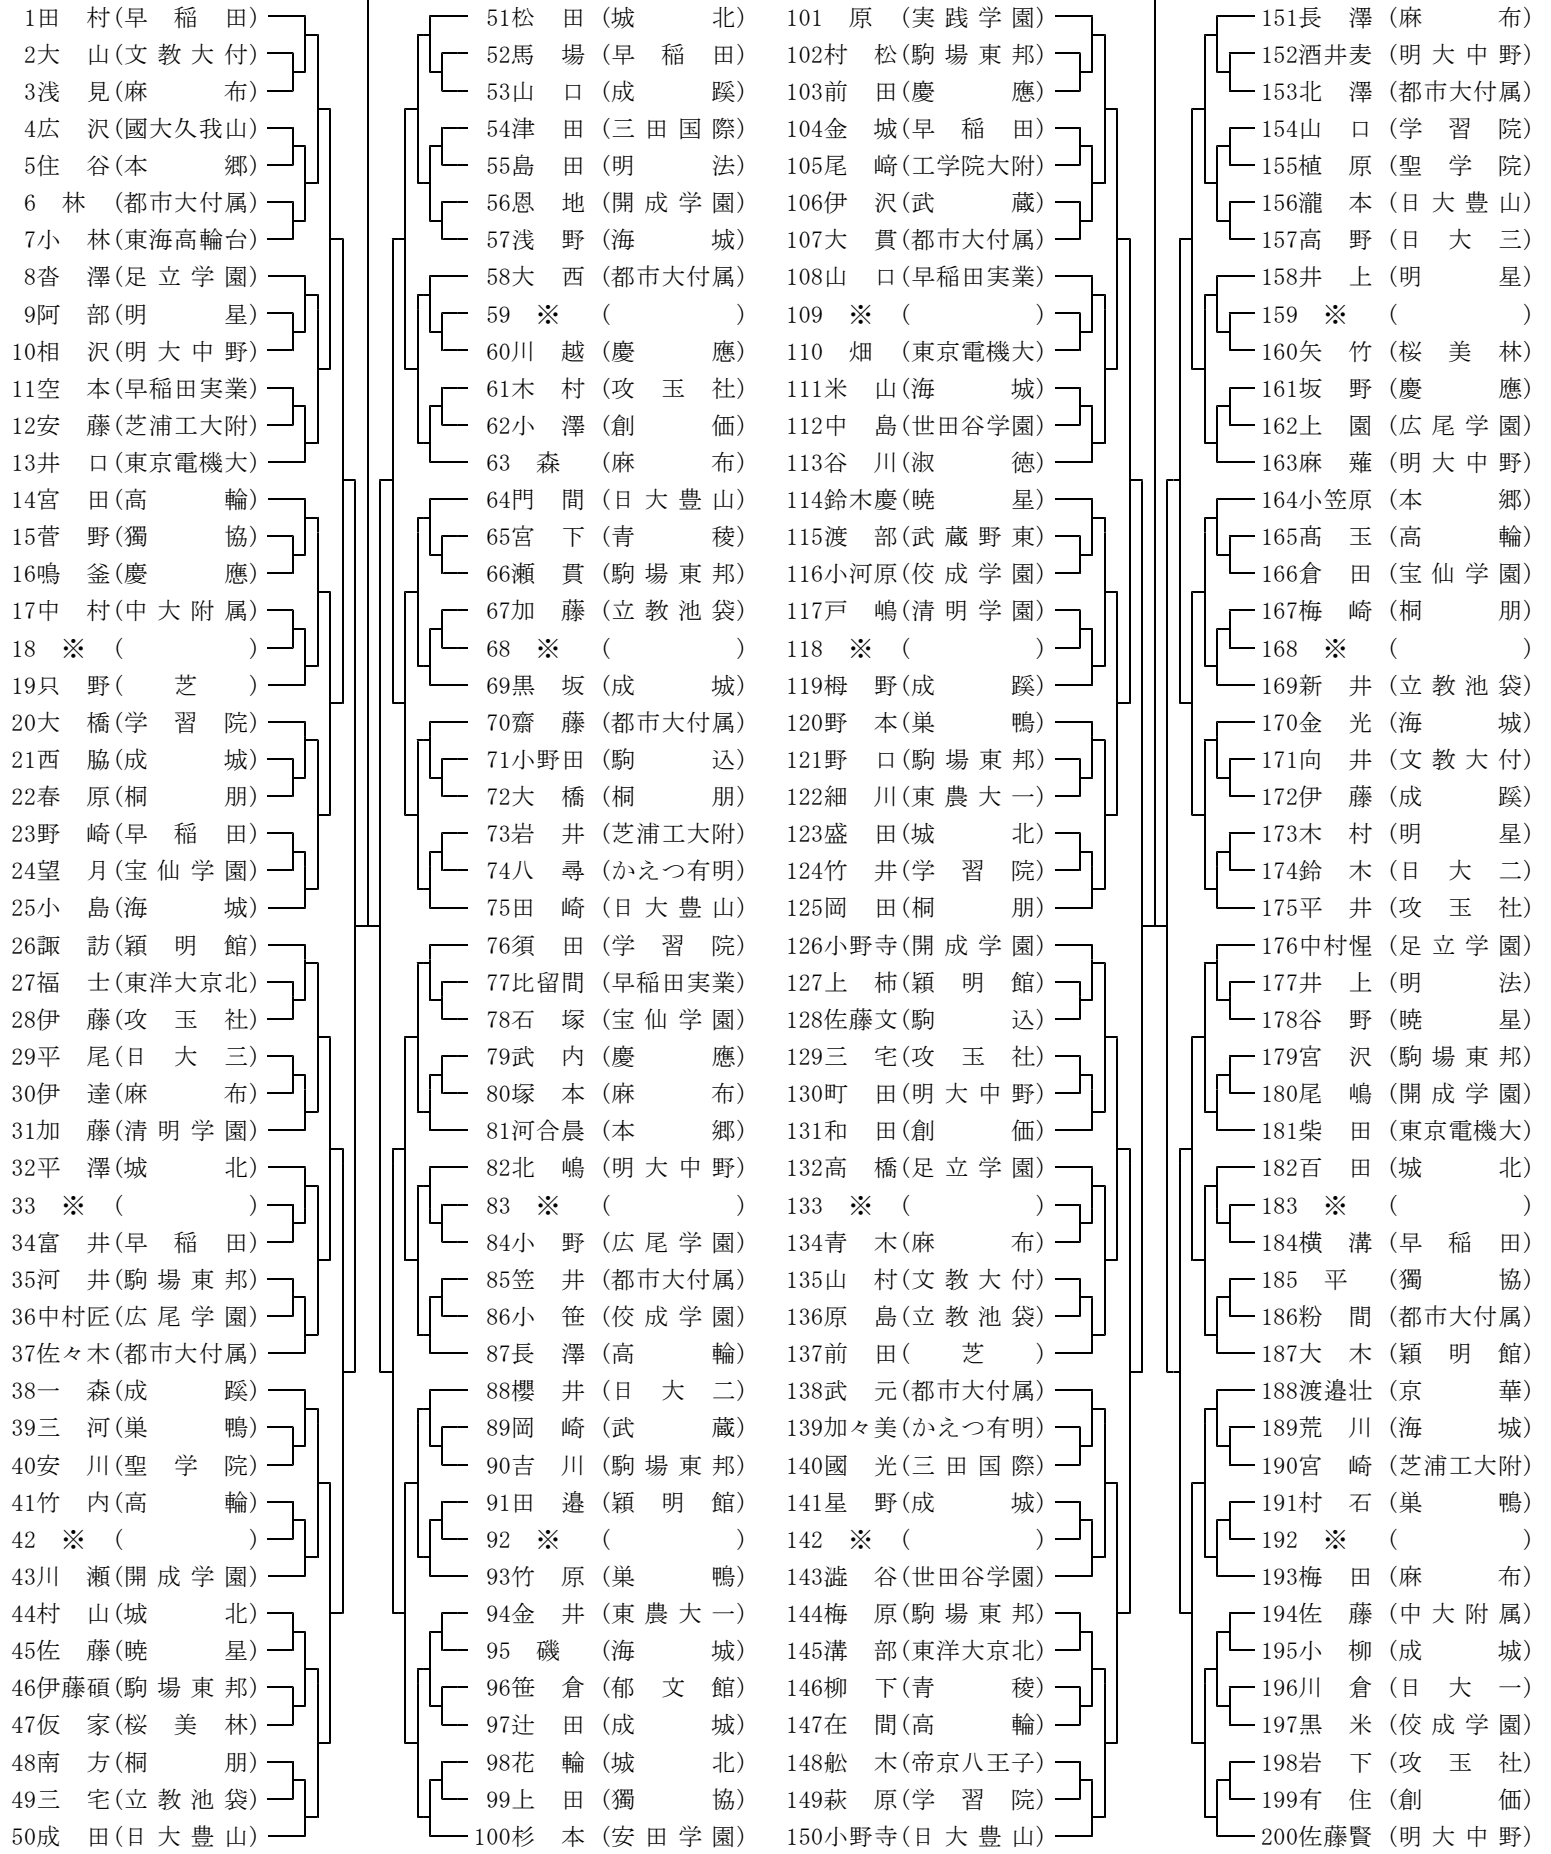 1田　村(早　稲　田)
2大　山(文教大付)
3浅　見(麻　　　布)
4広　沢(國大久我山)
5住　谷(本　　　郷)
6　林　(都市大付属)
7小　林(東海高輪台)
8沓　澤(足立学園)
9阿　部(明　　　星)
10相　沢(明大中野)
11空　本(早稲田実業)
12安　藤(芝浦工大附)
13井　口(東京電機大)
14宮　田(高　　　輪)
15菅　野(獨　　　協)
16鳴　釜(慶　　　應)
17中　村(中大附属)
18　※　(　　　　　)
19只　野(　　芝　　)
20大　橋(学　習　院)
21西　脇(成　　　城)
22春　原(桐　　　朋)
23野　崎(早　稲　田)
24望　月(宝仙学園)
25小　島(海　　　城)
26諏　訪(穎　明　館)
27福　士(東洋大京北)
28伊　藤(攻　玉　社)
29平　尾(日　大　三)
30伊　達(麻　　　布)
31加　藤(清明学園)
32平　澤(城　　　北)
33　※　(　　　　　)
34富　井(早　稲　田)
35河　井(駒場東邦)
36中村匠(広尾学園)
37佐々木(都市大付属)
38一　森(成　　　蹊)
39三　河(巣　　　鴨)
40安　川(聖　学　院)
41竹　内(高　　　輪)
42　※　(　　　　　)
43川　瀬(開成学園)
44村　山(城　　　北)
45佐　藤(暁　　　星)
46伊藤碩(駒場東邦)
47仮　家(桜　美　林)
48南　方(桐　　　朋)
49三　宅(立教池袋)
50成　田(日大豊山)
51松　田(城　　　北)
52馬　場(早　稲　田)
53山　口(成　　　蹊)
54津　田(三田国際)
55島　田(明　　　法)
56恩　地(開成学園)
57浅　野(海　　　城)
58大　西(都市大付属)
59　※　(　　　　　)
60川　越(慶　　　應)
61木　村(攻　玉　社)
62小　澤(創　　　価)
63　森　(麻　　　布)
64門　間(日大豊山)
65宮　下(青　　　稜)
66瀬　貫(駒場東邦)
67加　藤(立教池袋)
68　※　(　　　　　)
69黒　坂(成　　　城)
70齋　藤(都市大付属)
71小野田(駒　　　込)
72大　橋(桐　　　朋)
73岩　井(芝浦工大附)
74八　尋(かえつ有明)
75田　崎(日大豊山)
76須　田(学　習　院)
77比留間(早稲田実業)
78石　塚(宝仙学園)
79武　内(慶　　　應)
80塚　本(麻　　　布)
81河合晨(本　　　郷)
82北　嶋(明大中野)
83　※　(　　　　　)
84小　野(広尾学園)
85笠　井(都市大付属)
86小　笹(佼成学園)
87長　澤(高　　　輪)
88櫻　井(日　大　二)
89岡　崎(武　　　蔵)
90吉　川(駒場東邦)
91田　邉(穎　明　館)
92　※　(　　　　　)
93竹　原(巣　　　鴨)
94金　井(東農大一)
95　磯　(海　　　城)
96笹　倉(郁　文　館)
97辻　田(成　　　城)
98花　輪(城　　　北)
99上　田(獨　　　協)
100杉　本(安田学園)
101　原　(実践学園)
102村　松(駒場東邦)
103前　田(慶　　　應)
104金　城(早　稲　田)
105尾　﨑(工学院大附)
106伊　沢(武　　　蔵)
107大　貫(都市大付属)
108山　口(早稲田実業)
109　※　(　　　　　)
110　畑　(東京電機大)
111米　山(海　　　城)
112中　島(世田谷学園)
113谷　川(淑　　　徳)
114鈴木慶(暁　　　星)
115渡　部(武蔵野東)
116小河原(佼成学園)
117戸　嶋(清明学園)
118　※　(　　　　　)
119栂　野(成　　　蹊)
120野　本(巣　　　鴨)
121野　口(駒場東邦)
122細　川(東農大一)
123盛　田(城　　　北)
124竹　井(学　習　院)
125岡　田(桐　　　朋)
126小野寺(開成学園)
127上　柿(穎　明　館)
128佐藤文(駒　　　込)
129三　宅(攻　玉　社)
130町　田(明大中野)
131和　田(創　　　価)
132高　橋(足立学園)
133　※　(　　　　　)
134青　木(麻　　　布)
135山　村(文教大付)
136原　島(立教池袋)
137前　田(　　芝　　)
138武　元(都市大付属)
139加々美(かえつ有明)
140國　光(三田国際)
141星　野(成　　　城)
142　※　(　　　　　)
143澁　谷(世田谷学園)
144梅　原(駒場東邦)
145溝　部(東洋大京北)
146柳　下(青　　　稜)
147在　間(高　　　輪)
148舩　木(帝京八王子)
149萩　原(学　習　院)
150小野寺(日大豊山)
151長　澤(麻　　　布)
152酒井麦(明大中野)
153北　澤(都市大付属)
154山　口(学　習　院)
155植　原(聖　学　院)
156瀧　本(日大豊山)
157高　野(日　大　三)
158井　上(明　　　星)
159　※　(　　　　　)
160矢　竹(桜　美　林)
161坂　野(慶　　　應)
162上　園(広尾学園)
163麻　薙(明大中野)
164小笠原(本　　　郷)
165髙　玉(高　　　輪)
166倉　田(宝仙学園)
167梅　崎(桐　　　朋)
168　※　(　　　　　)
169新　井(立教池袋)
170金　光(海　　　城)
171向　井(文教大付)
172伊　藤(成　　　蹊)
173木　村(明　　　星)
174鈴　木(日　大　二)
175平　井(攻　玉　社)
176中村惺(足立学園)
177井　上(明　　　法)
178谷　野(暁　　　星)
179宮　沢(駒場東邦)
180尾　嶋(開成学園)
181柴　田(東京電機大)
182百　田(城　　　北)
183　※　(　　　　　)
184横　溝(早　稲　田)
185　平　(獨　　　協)
186粉　間(都市大付属)
187大　木(穎　明　館)
188渡邉壮(京　　　華)
189荒　川(海　　　城)
190宮　崎(芝浦工大附)
191村　石(巣　　　鴨)
192　※　(　　　　　)
193梅　田(麻　　　布)
194佐　藤(中大附属)
195小　柳(成　　　城)
196川　倉(日　大　一)
197黒　米(佼成学園)
198岩　下(攻　玉　社)
199有　住(創　　　価)
200佐藤賢(明大中野)